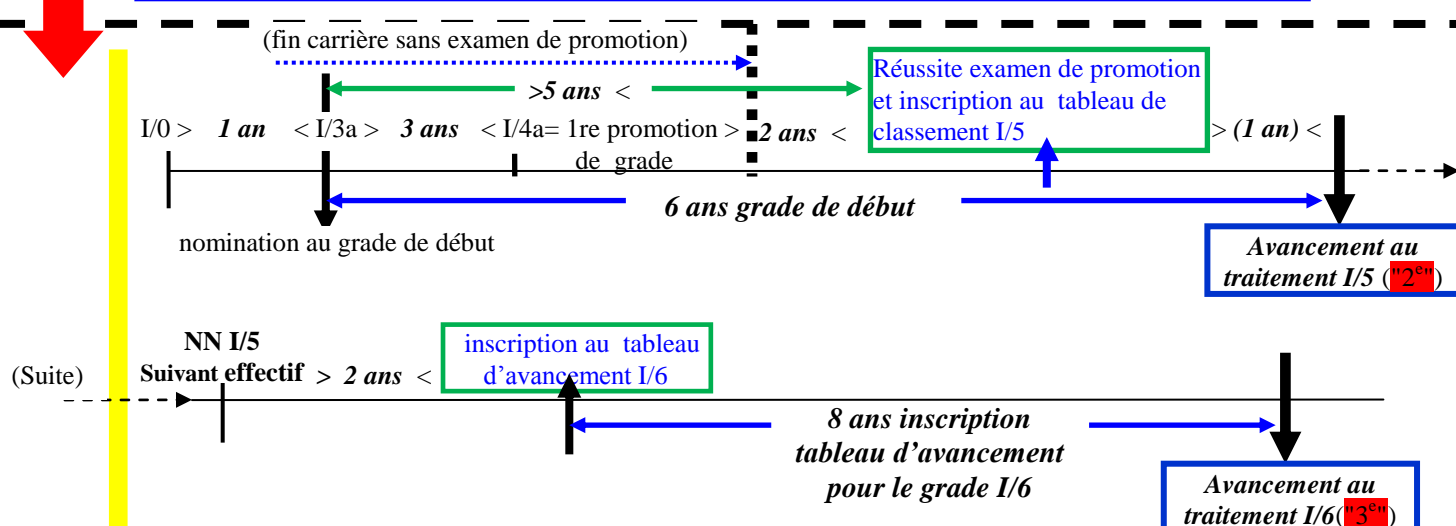 (fin carrière sans examen de promotion)
>5 ans <
Réussite examen de promotion
et inscription au tableau de
classement I/5
I/0 > 1 an < I/3a > 3 ans < I/4a= 1re promotion > 2 ans < > (1 an) <
de grade
6 ans grade de début
nomination au grade de début
Avancement au
traitement I/5 ("2e")
(Suite)
NN I/5
Suivant effectif > 2 ans <
inscription au tableau
d’avancement I/6
8 ans inscription
tableau d’avancement
pour le grade I/6
Avancement au
traitement I/6("3e")